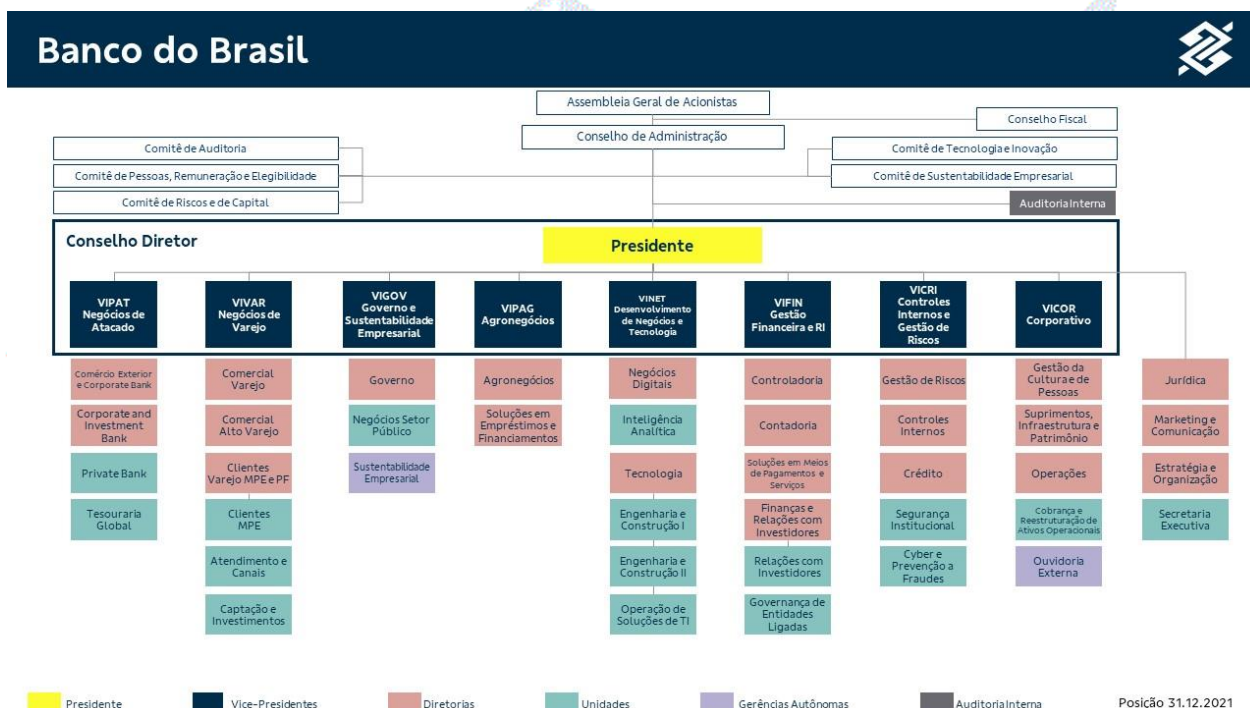 Banco do Brasil
Assembleia Geral de Acionistas
Conselho Fiscal
Conselho de Administração
Comitê de Auditoria
Comitê de Tecnologia e Inovação
Comitê de Pessoas, Remuneração e Elegibilidade
Comitê de Sustentabilidade Empresarial
Comitê de Riscos e de Capital
Auditoria Interna
Conselho Diretor
Presidente
VIPAT
Negócios de
Atacado
VIVAR
Negócios de
Varejo
VIGOV
Governo e
Sustentabilidade
Empresarial
VIPAG
Agronegócios
VINET
Desenvolvimento
de Negócios e
Tecnologia
VIFIN
Gestão
Financeira e RI
VICRI
Controles
Internos e
Gestão de
Riscos
VICOR
Corporativo
Comércio Exterior
e Corporate Bank
Corporate and
Investment
Bank
Private Bank
Tesouraria
Global
Comercial
Varejo
Comercial
Alto Varejo
Clientes
Varejo MPE e PF
Clientes
MPE
Atendimento e
Canais
Captação e
Investimentos
Governo
Negócios Setor
Público
Sustentabilidade
Empresarial
Agronegócios
Soluções em
Empréstimos e
Financiamentos
Negócios
Digitais
Inteligência
Analítica
Tecnologia
Engenharia e
Construção I
Engenharia e
Construção II
Operação de
Soluções de TI
Controladoria
Contadoria
Soluções em Meios
de Pagamentos e
Serviços
Finanças e
Relações com
Investidores
Relações com
Investidores
Governança de
Entidades
Ligadas
Gestão de Riscos
Controles
Internos
Crédito
Segurança
Institucional
Cyber e
Prevenção a
Fraudes
Gestão da
Cultura e de
Pessoas
Suprimentos,
Infraestrutura e
Patrimônio
Operações
Cobrança e
Reestruturação de
Ativos Operacionais
Ouvidoria
Externa
Jurídica
Marketing e
Comunicação
Estratégia e
Organização
Secretaria
Executiva
Presidente
Vice-Presidentes
Diretorias
Unidades
Gerências Autônomas
Auditoria Interna
Posição 31.12.2021